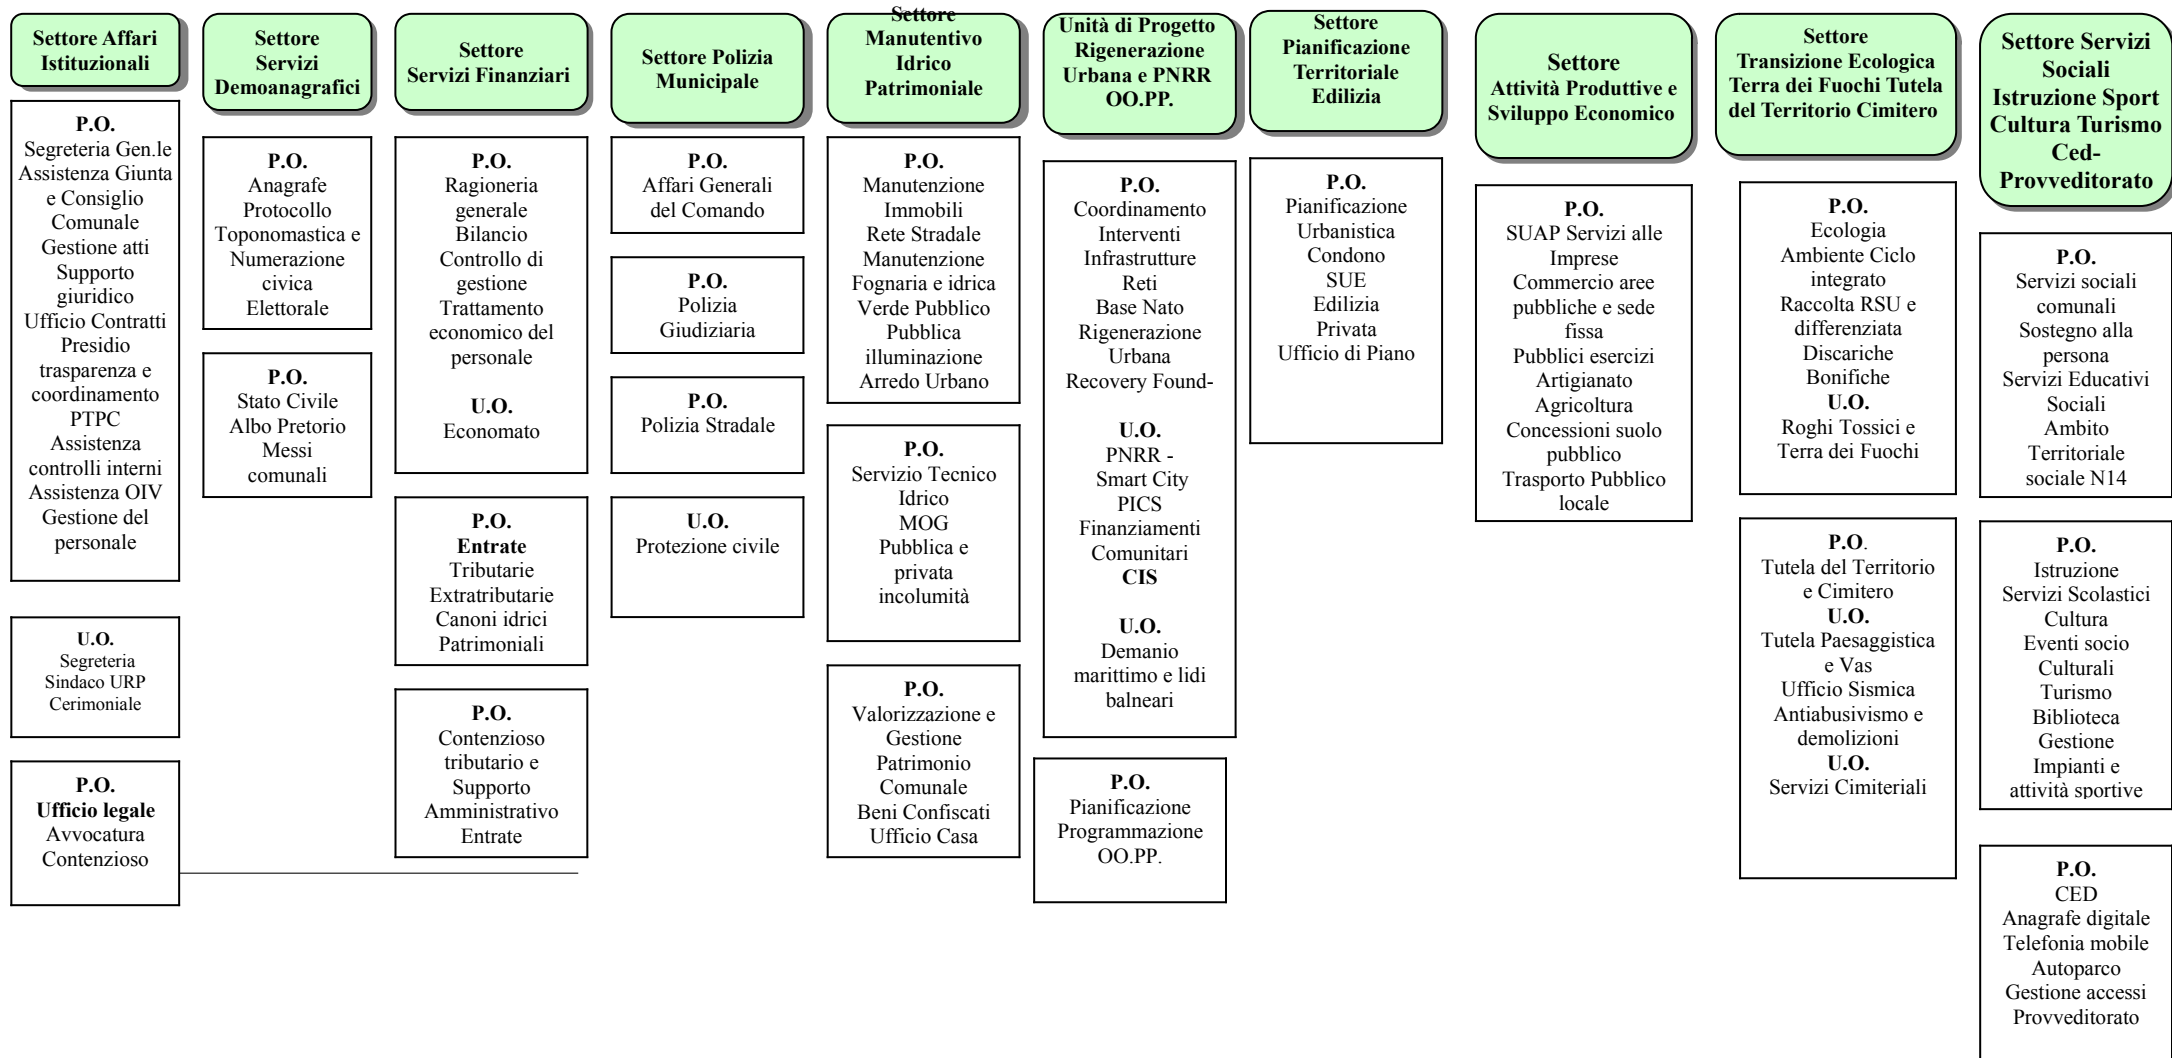 Settore Affari
Istituzionali
P.O.
Segreteria Gen.le
Assistenza Giunta
e Consiglio
Comunale
Gestione atti
Supporto
giuridico
Ufficio Contratti
Presidio
trasparenza e
coordinamento
PTPC
Assistenza
controlli interni
Assistenza OIV
Gestione del
personale
U.O.
Segreteria
Sindaco URP
Cerimoniale
P.O.
Ufficio legale
Avvocatura
Contenzioso
Settore
Servizi
Demoanagrafici
P.O.
Anagrafe
Protocollo
Toponomastica e
Numerazione
civica
Elettorale
P.O.
Stato Civile
Albo Pretorio
Messi
comunali
Settore
Servizi Finanziari
P.O.
Ragioneria
generale
Bilancio
Controllo di
gestione
Trattamento
economico del
personale
U.O.
Economato
P.O.
Entrate
Tributarie
Extratributarie
Canoni idrici
Patrimoniali
P.O.
Contenzioso
tributario e
Supporto
Amministrativo
Entrate
Settore Polizia
Municipale
P.O.
Affari Generali
del Comando
P.O.
Polizia
Giudiziaria
P.O.
Polizia Stradale
U.O.
Protezione civile
Settore
Manutentivo
Idrico
Patrimoniale
P.O.
Manutenzione
Immobili
Rete Stradale
Manutenzione
Fognaria e idrica
Verde Pubblico
Pubblica
illuminazione
Arredo Urbano
P.O.
Servizio Tecnico
Idrico
MOG
Pubblica e
privata
incolumità
P.O.
Valorizzazione e
Gestione
Patrimonio
Comunale
Beni Confiscati
Ufficio Casa
Unità di Progetto
Rigenerazione
Urbana e PNRR
OO.PP.
P.O.
Coordinamento
Interventi
Infrastrutture
Reti
Base Nato
Rigenerazione
Urbana
Recovery Found-
U.O.
PNRR -
Smart City
PICS
Finanziamenti
Comunitari
CIS
U.O.
Demanio
marittimo e lidi
balneari
P.O.
Pianificazione
Programmazione
OO.PP.
Settore
Pianificazione
Territoriale
Edilizia
P.O.
Pianificazione
Urbanistica
Condono
SUE
Edilizia
Privata
Ufficio di Piano
Settore
Attività Produttive e
Sviluppo Economico
P.O.
SUAP Servizi alle
Imprese
Commercio aree
pubbliche e sede
fissa
Pubblici esercizi
Artigianato
Agricoltura
Concessioni suolo
pubblico
Trasporto Pubblico
locale
Settore
Transizione Ecologica
Terra dei Fuochi Tutela
del Territorio Cimitero
P.O.
Ecologia
Ambiente Ciclo
integrato
Raccolta RSU e
differenziata
Discariche
Bonifiche
U.O.
Roghi Tossici e
Terra dei Fuochi
P.O.
Tutela del Territorio
e Cimitero
U.O.
Tutela Paesaggistica
e Vas
Ufficio Sismica
Antiabusivismo e
demolizioni
U.O.
Servizi Cimiteriali
Settore Servizi
Sociali
Istruzione Sport
Cultura Turismo
Ced-
Provveditorato
P.O.
Servizi sociali
comunali
Sostegno alla
persona
Servizi Educativi
Sociali
Ambito
Territoriale
sociale N14
P.O.
Istruzione
Servizi Scolastici
Cultura
Eventi socio
Culturali
Turismo
Biblioteca
Gestione
Impianti e
attività sportive
P.O.
CED
Anagrafe digitale
Telefonia mobile
Autoparco
Gestione accessi
Provveditorato